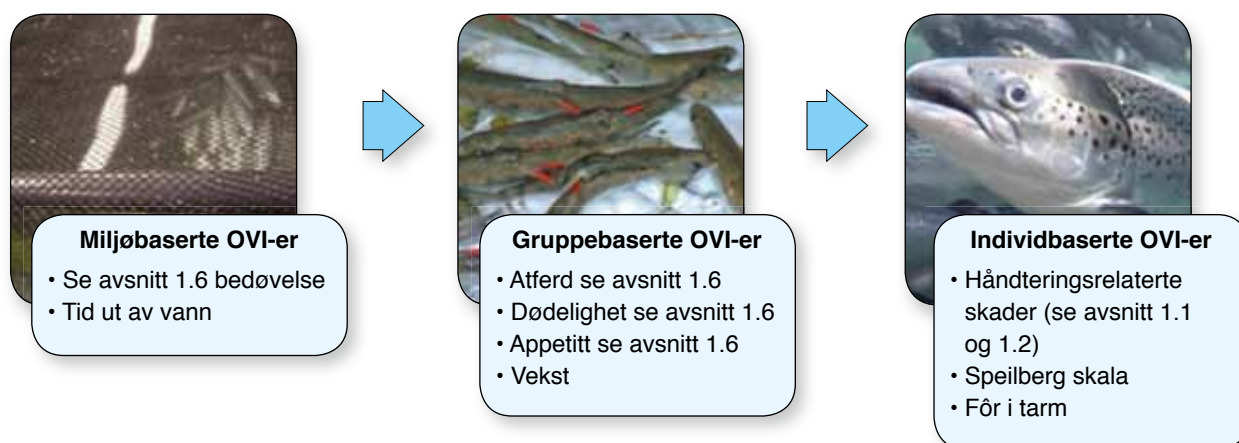 Miljøbaserte OVI-er
• Se avsnitt 1.6 bedøvelse
• Tid ut av vann
Gruppebaserte OVI-er
• Atferd se avsnitt 1.6
• Dødelighet se avsnitt 1.6
• Appetitt se avsnitt 1.6
• Vekst
Individbaserte OVI-er
• Håndteringsrelaterte
skader (se avsnitt 1.1
og 1.2)
• Speilberg skala
• Fôr i tarm